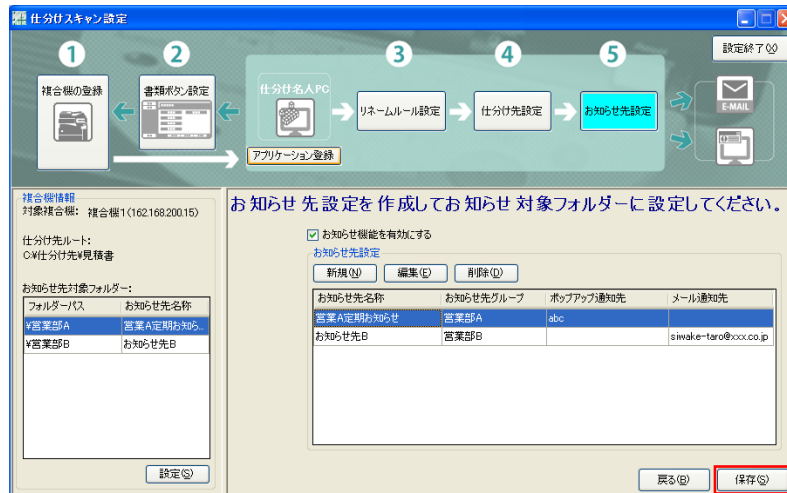 仕分けスキャン設定
設定終了(X)
1
2
3
4
5
複合機の登録
書類ボタン設定
仕分け名人PC
リネームルール設定
仕分け先設定
お知らせ先設定
E-MAIL
アプリケーション登録
複合機情報
対象複合機: 複合機1(162.168.200.15)
仕分け先ルート:
C:¥仕分け先¥見積書
お知らせ先対象フォルダー:
フォルダーパス お知らせ先名称
¥営業部A 営業A定期お知ら..
¥営業部B お知らせ先B
設定(S)
お知らせ先設定を作成してお知らせ対象フォルダーに設定してください。
お知らせ機能を有効にする
お知らせ先設定
新規(N) 編集(E) 削除(D)
お知らせ先名称 お知らせ先グループ ポップアップ通知先 メール通知先
営業A定期お知らせ 営業部A abc
お知らせ先B 営業部B siwake-taro@xxx.co.jp
戻る(B) 保存(S)